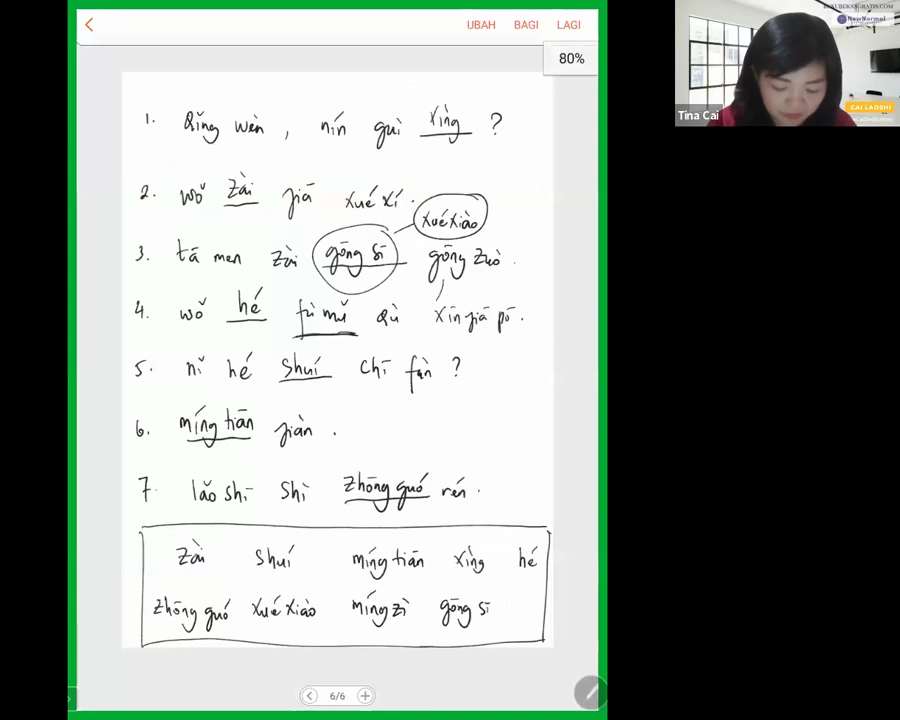 UBAH BAGI LAGI
80%
1. Qǐng wèn, nín guì xìng ?
2. wǒ zài jiā xué xí.
xuéxiào
3. tā men zài gōng sī gōng zuò.
4. wǒ hé fù mǔ qù xīn jiā pō.
5. nǐ hé shuí chī fàn ?
6. míng tiān jiàn.
7. lǎo shī shì zhōng guó rén.
zài shuí míng tiān xìng hé
zhōng guó xué xiào míng zì gōng sī
6/6
NewNormal
CAI LAOSHI
Tina Cai